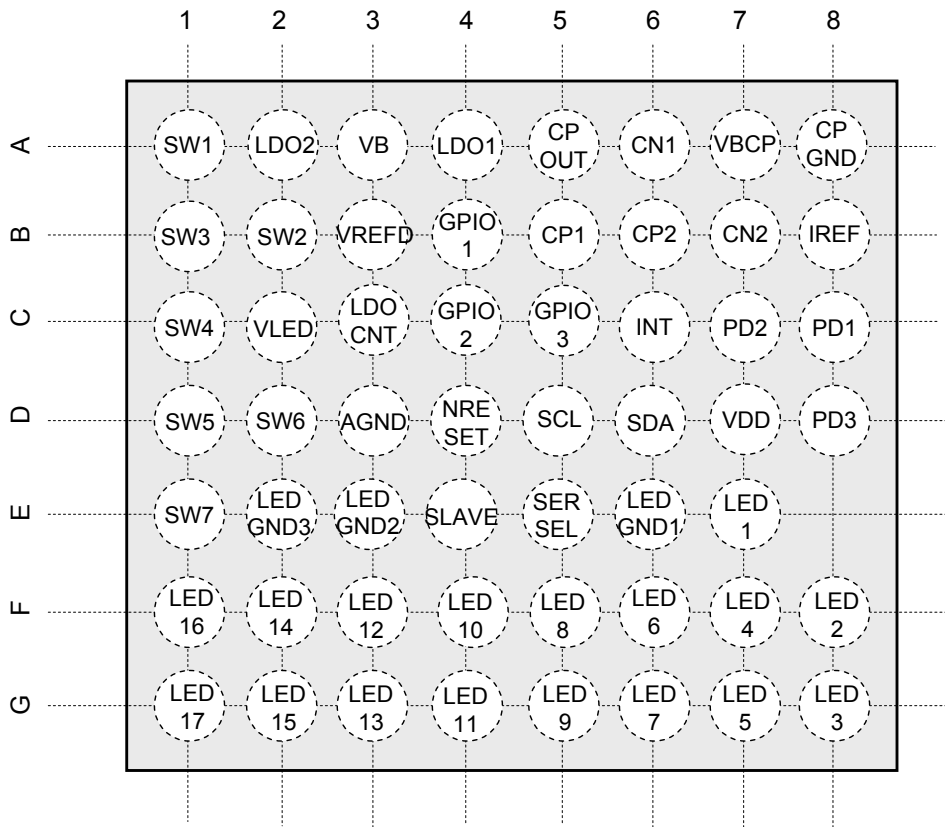 1 2 3 4 5 6 7 8
A SW1 LDO2 VB LDO1 CP OUT CN1 VBCP CP GND
B SW3 SW2 VREFD GPIO 1 CP1 CP2 CN2 IREF
C SW4 VLED LDO CNT GPIO 2 GPIO 3 INT PD2 PD1
D SW5 SW6 AGND NRE SET SCL SDA VDD PD3
E SW7 LED GND3 LED GND2 SLAVE SER SEL LED GND1 LED 1
F LED 16 LED 14 LED 12 LED 10 LED 8 LED 6 LED 4 LED 2
G LED 17 LED 15 LED 13 LED 11 LED 9 LED 7 LED 5 LED 3